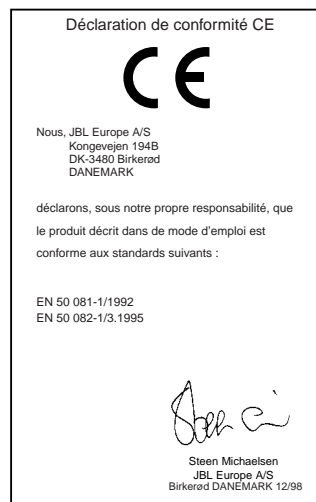 Déclaration de conformité CE
CE
Nous, JBL Europe A/S
Kongevejen 194B
DK-3480 Birkerød
DANEMARK
déclarons, sous notre propre responsabilité, que
le produit décrit dans de mode d'emploi est
conforme aux standards suivants :
EN 50 081-1/1992
EN 50 082-1/3.1995
Steen Michaelsen
JBL Europe A/S
Birkerød DANEMARK 12/98